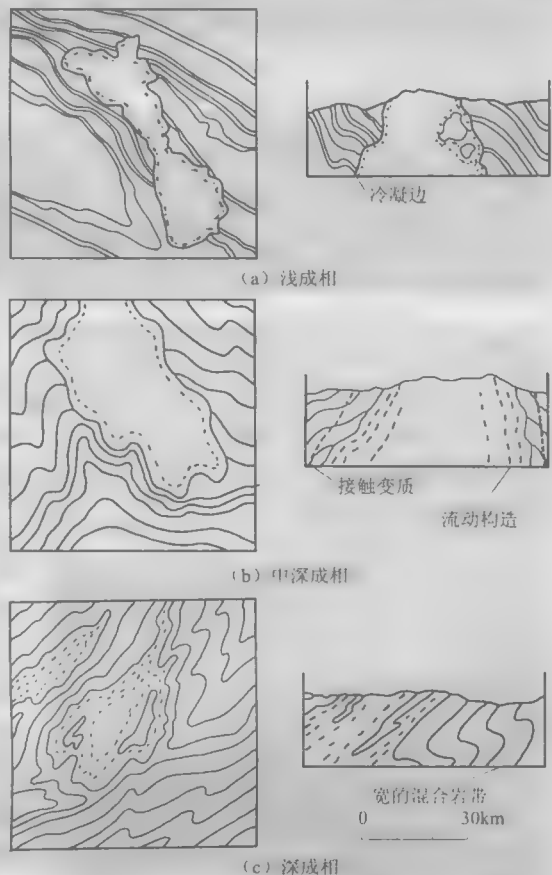 冷凝边
(a) 浅成相
接触变质
流动构造
(b) 中深成相
宽的混合岩带
0 30km
(c) 深成相